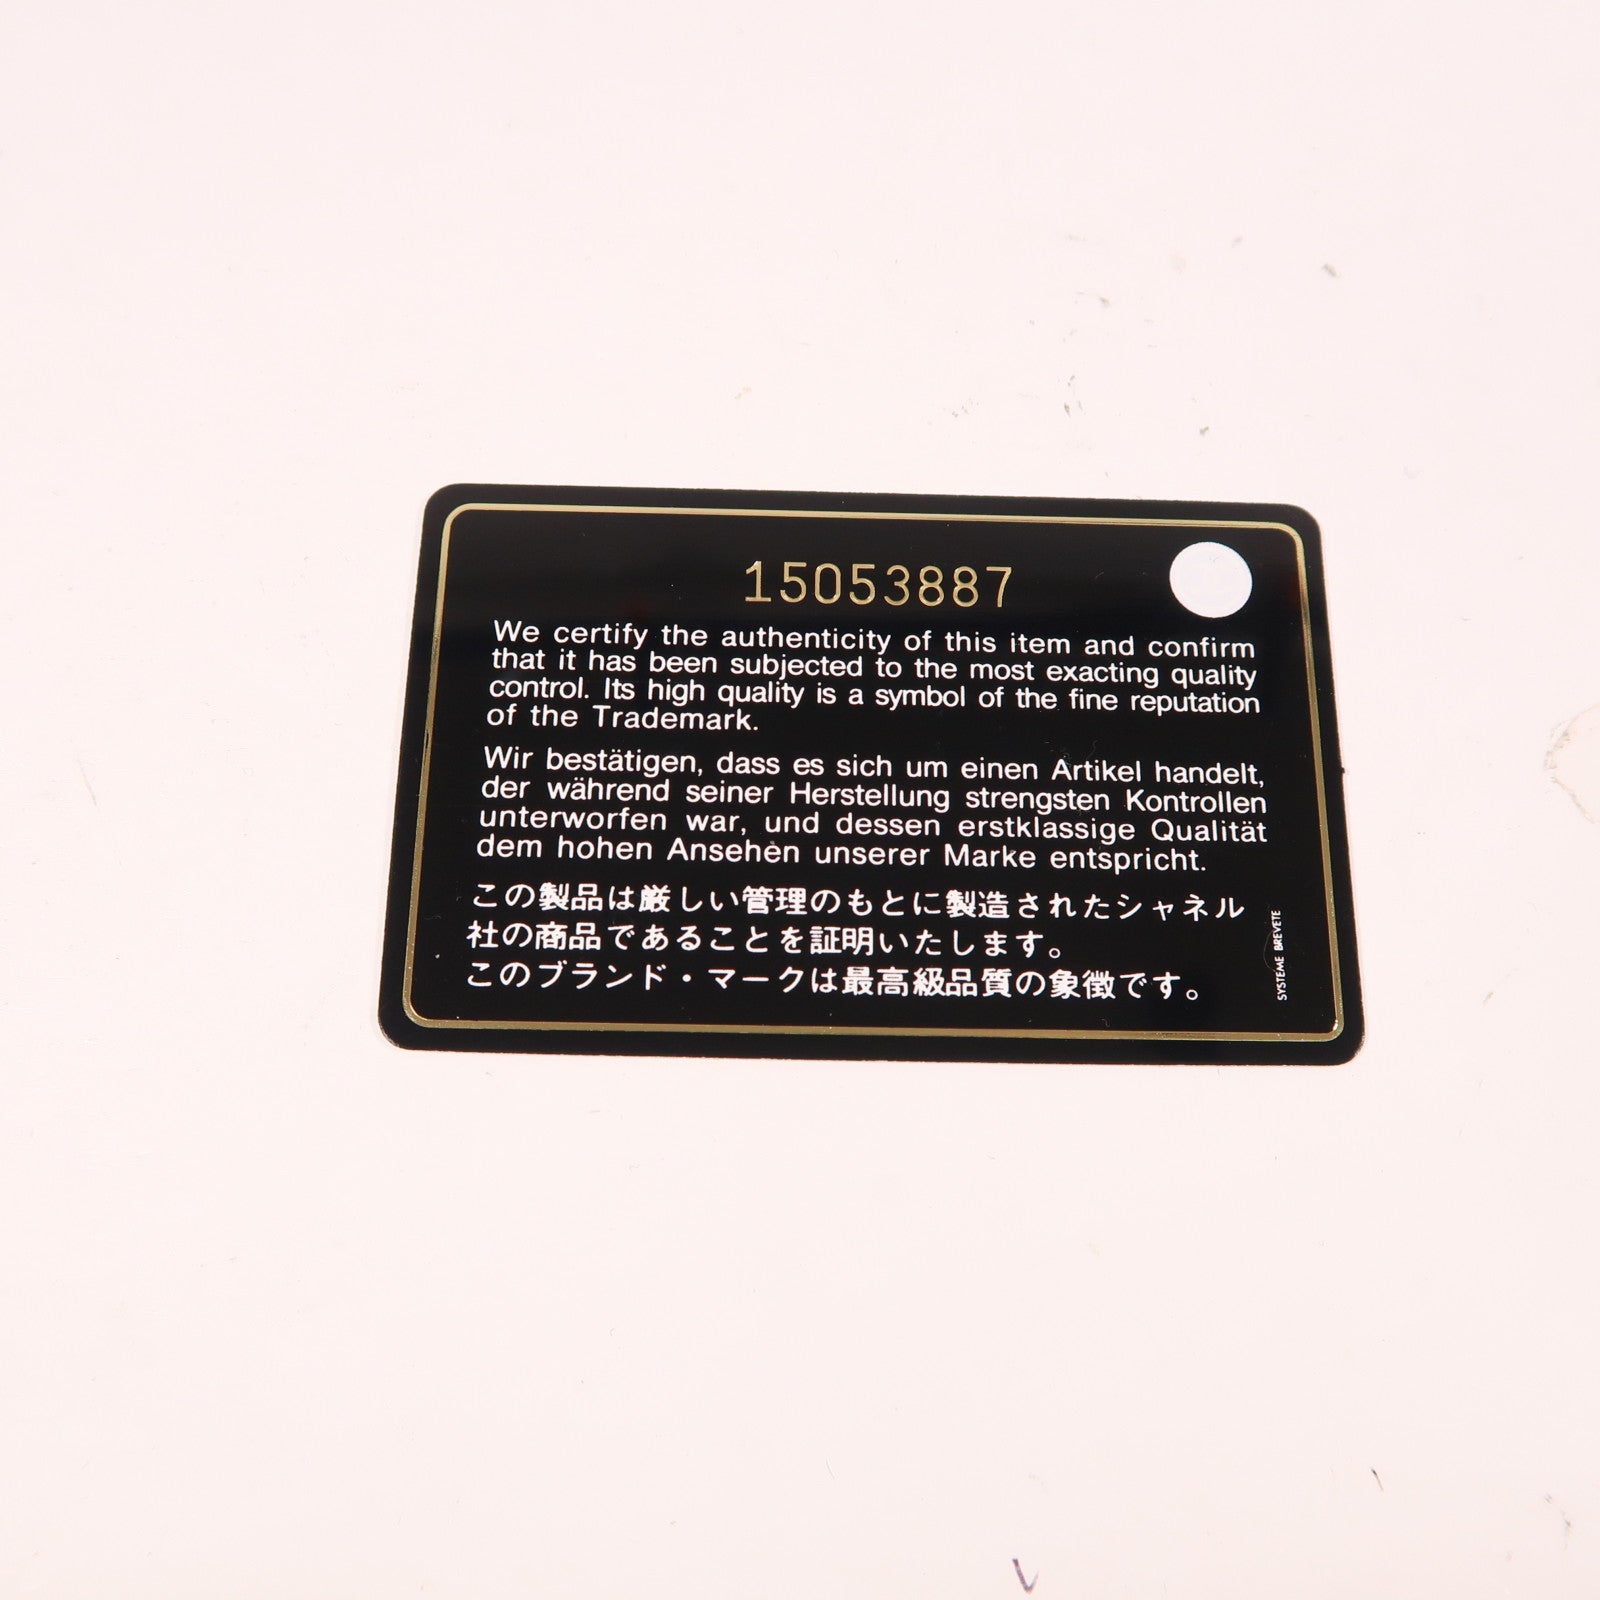 15053887
We certify the authenticity of this item and confirm
that it has been subjected to the most exacting quality
control. Its high quality is a symbol of the fine reputation
of the Trademark.
Wir bestätigen, dass es sich um einen Artikel handelt,
der während seiner Herstellung strengsten Kontrollen
unterworfen war, und dessen erstklassige Qualität
dem hohen Ansehen unserer Marke entspricht.
この製品は厳しい管理のもとに製造されたシャネル
社の商品であることを証明いたします。
このブランド・マークは最高級品質の象徴です。
SYSTEME BREVETE